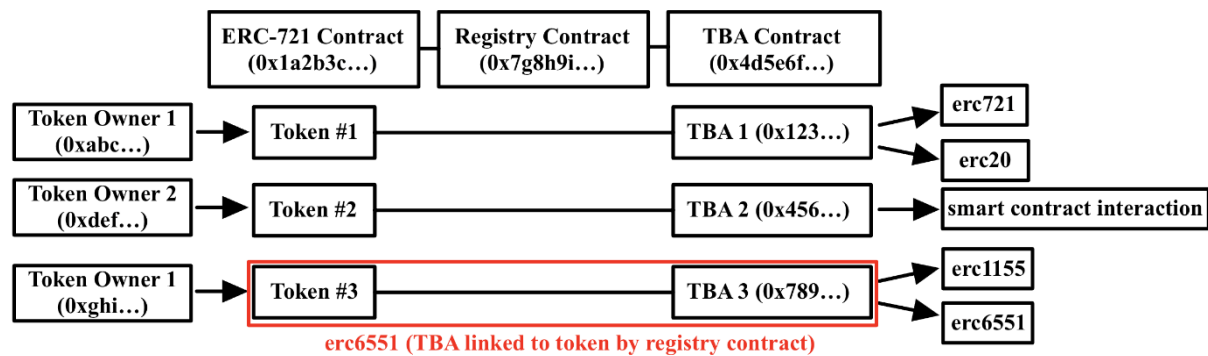 ERC-721 Contract
(0x1a2b3c…)
Registry Contract
(0x7g8h9i…)
TBA Contract
(0x4d5e6f…)
Token Owner 1
(0xabc…)
Token #1
TBA 1 (0x123…)
erc721
erc20
Token Owner 2
(0xdef…)
Token #2
TBA 2 (0x456…)
smart contract interaction
Token Owner 1
(0xghi…)
Token #3
TBA 3 (0x789…)
erc1155
erc6551
erc6551 (TBA linked to token by registry contract)